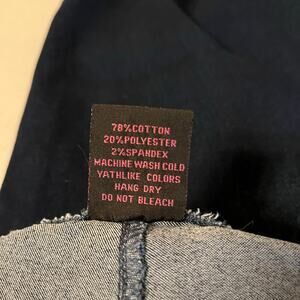 78%COTTON
20%POLYESTER
2%SPANDEX
MACHINE WASH COLD
YATHLIKE COLORS
HANG DRY
DO NOT BLEACH